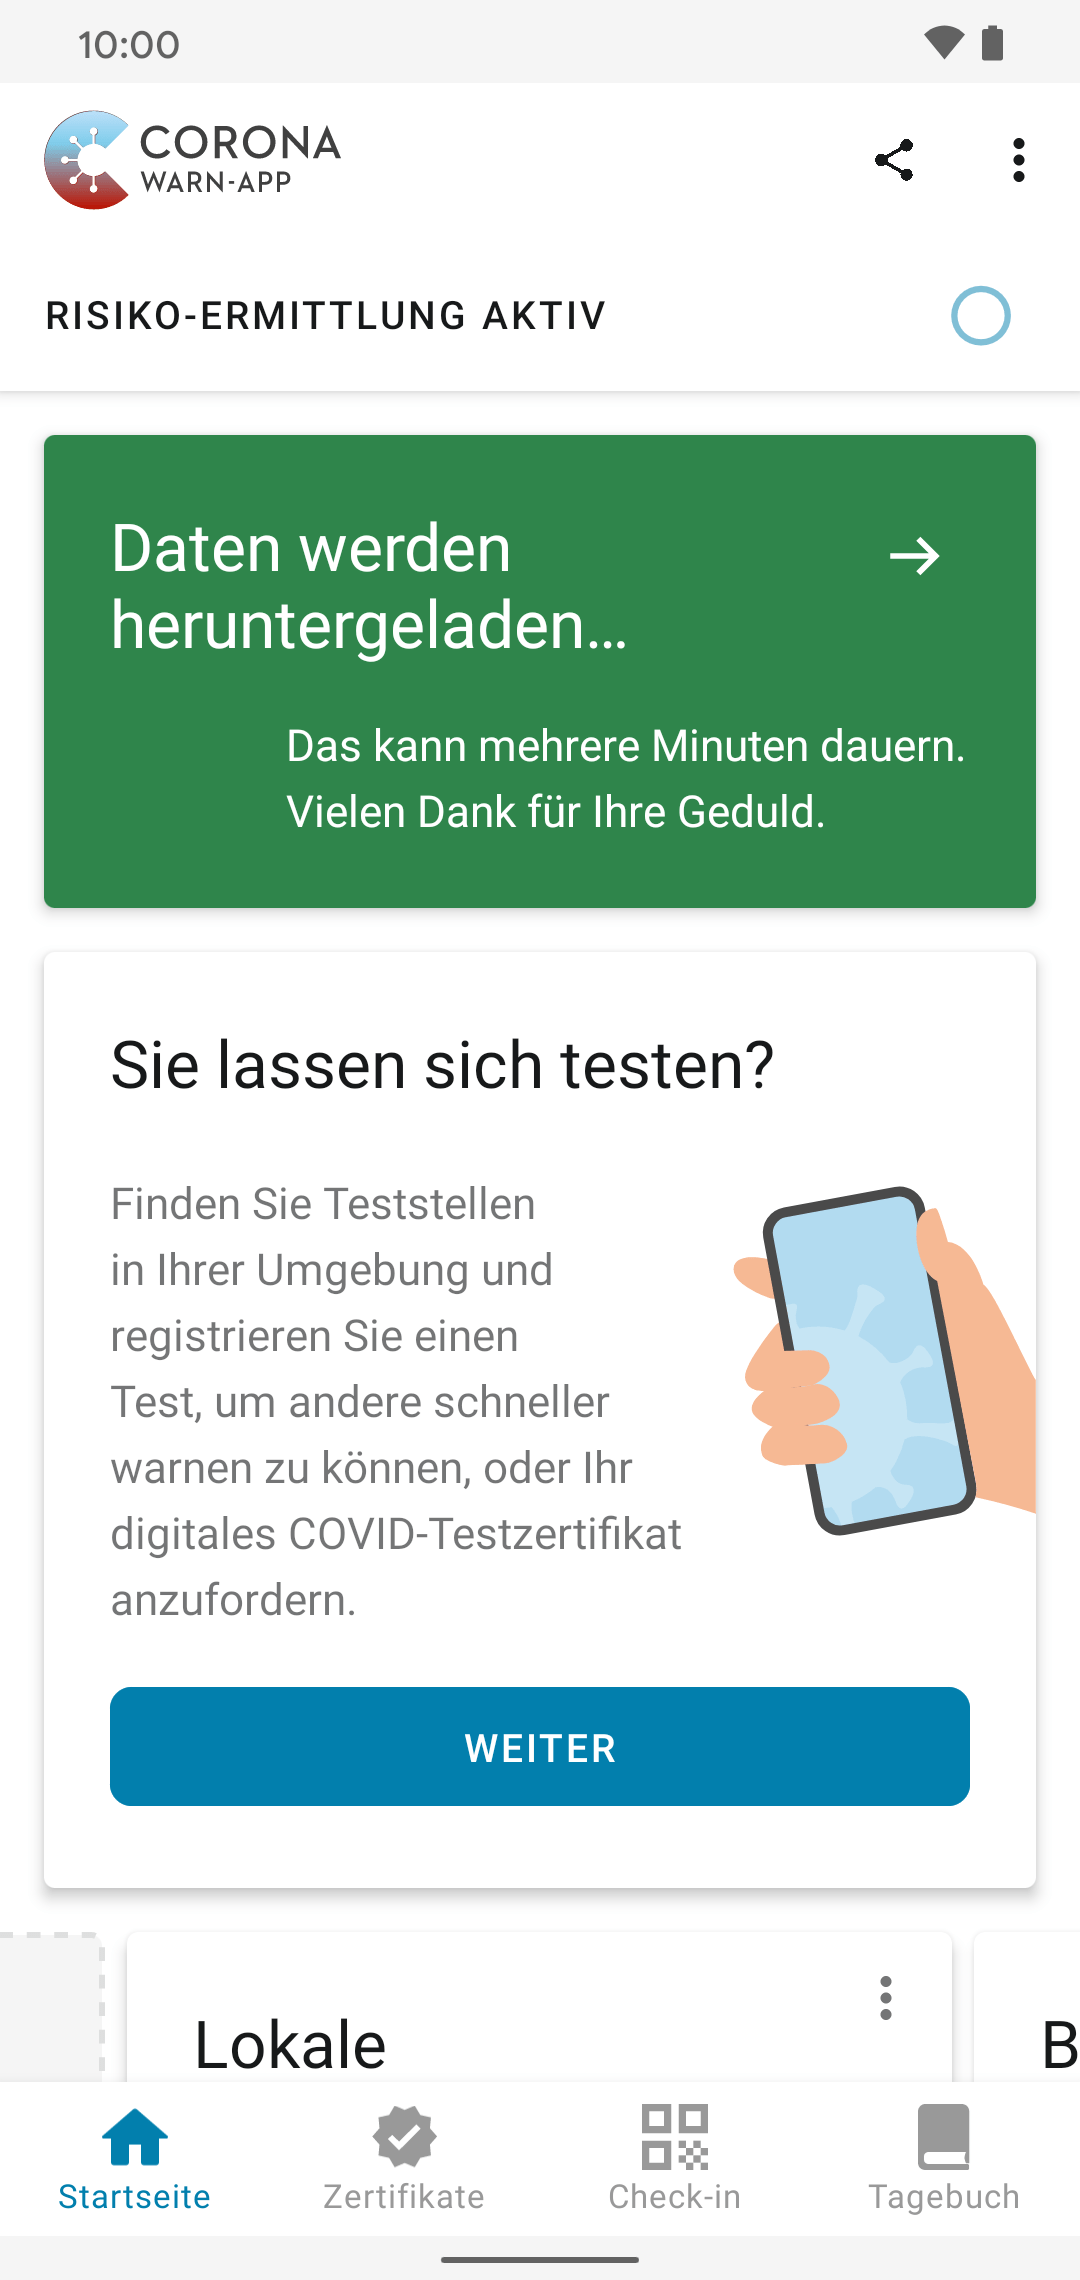 10:00
CORONA
WARN-APP
RISIKO-ERMITTLUNG AKTIV
Daten werden
heruntergeladen…
Das kann mehrere Minuten dauern.
Vielen Dank für Ihre Geduld.
Sie lassen sich testen?
Finden Sie Teststellen
in Ihrer Umgebung und
registrieren Sie einen
Test, um andere schneller
warnen zu können, oder Ihr
digitales COVID-Testzertifikat
anzufordern.
WEITER
Lokale
B
Startseite
Zertifikate
Check-in
Tagebuch